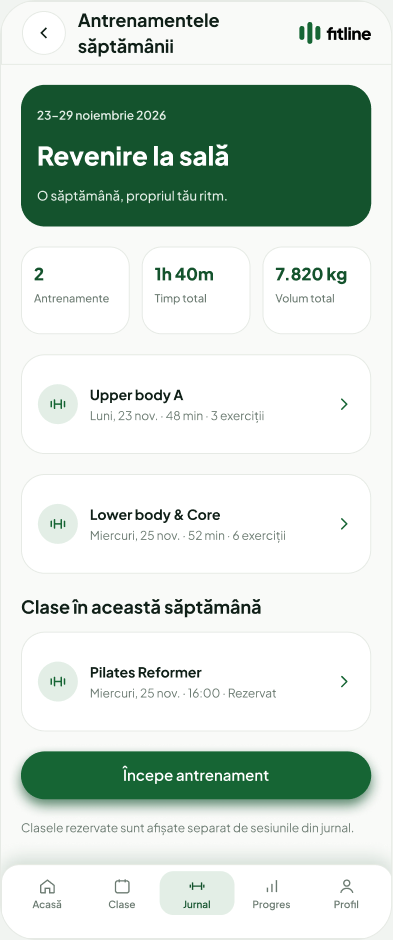 Antrenamentele
săptămânii
fitline
23–29 noiembrie 2026
Revenire la sală
O săptămână, propriul tău ritm.
2
Antrenamente
1h 40m
Timp total
7.820 kg
Volum total
Upper body A
Luni, 23 nov. · 48 min · 3 exerciții
Lower body & Core
Miercuri, 25 nov. · 52 min · 6 exerciții
Clase în această săptămână
Pilates Reformer
Miercuri, 25 nov. · 16:00 · Rezervat
Începe antrenament
Clasele rezervate sunt afișate separat de sesiunile din jurnal.
Acasă
Clase
Jurnal
Progres
Profil